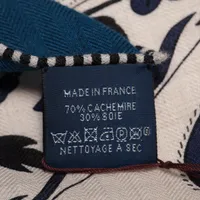 MADE IN FRANCE
70% CACHEMIRE
30% SOIE
NETTOYAGE A SEC